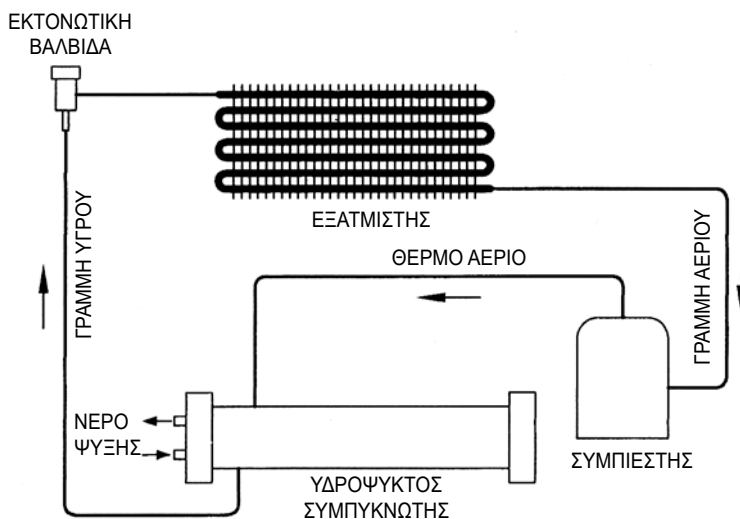 ΕΚΤΟΝΩΤΙΚΗ
ΒΑΛΒΙΔΑ
ΕΞΑΤΜΙΣΤΗΣ
ΓΡΑΜΜΗ ΥΓΡΟΥ
ΘΕΡΜΟ ΑΕΡΙΟ
ΓΡΑΜΜΗ ΑΕΡΙΟΥ
ΝΕΡΟ
ΨΥΞΗΣ
ΣΥΜΠΙΕΣΤΗΣ
ΥΔΡΟΨΥΚΤΟΣ
ΣΥΜΠΥΚΝΩΤΗΣ